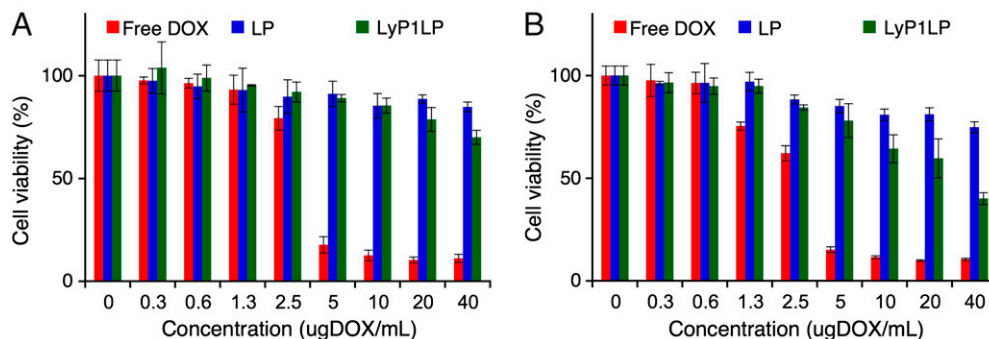 A
Free DOX LP LyP1LP
Cell viability (%)
100
50
0
0 0.3 0.6 1.3 2.5 5 10 20 40
Concentration (ugDOX/mL)
B
Free DOX LP LyP1LP
Cell viability (%)
100
50
0
0 0.3 0.6 1.3 2.5 5 10 20 40
Concentration (ugDOX/mL)